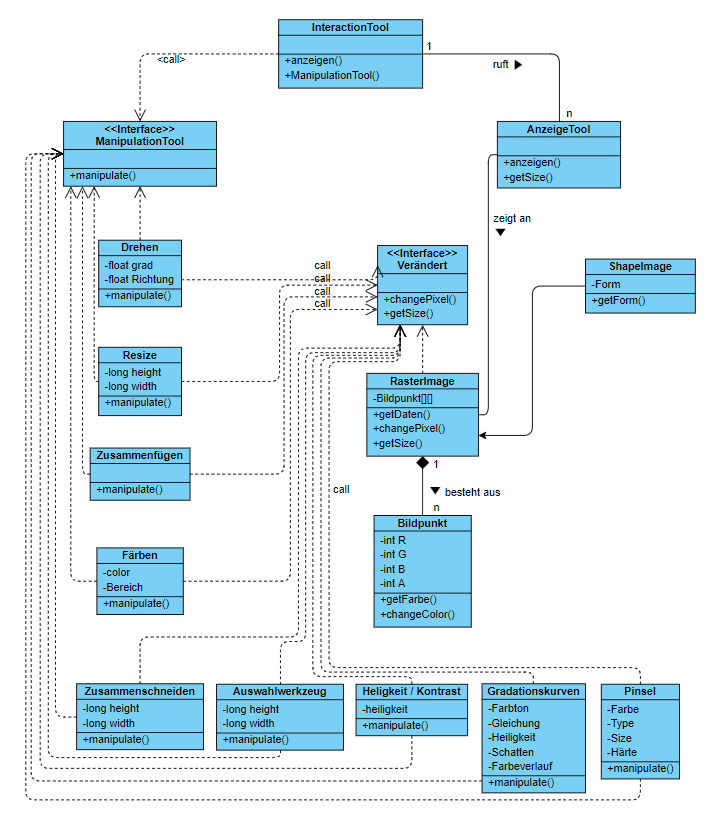 InteractionTool
+anzeigen()
+ManipulationTool()
1
ruft
n
<call>
<<Interface>>
ManipulationTool
+manipulate()
AnzeigeTool
+anzeigen()
+getSize()
zeigt an
Drehen
-float grad
-float Richtung
+manipulate()
call
call
call
call
<<Interface>>
Verändert
+changePixel()
+getSize()
ShapeImage
-Form
+getForm()
Resize
-long height
-long width
+manipulate()
RasterImage
-Bildpunkt[][]
+getDaten()
+changePixel()
+getSize()
Zusammenfügen
+manipulate()
1
call
besteht aus
n
Bildpunkt
-int R
-int G
-int B
-int A
+getFarbe()
+changeColor()
Färben
-color
-Bereich
+manipulate()
Zusammenschneiden
-long height
-long width
+manipulate()
Auswahlwerkzeug
-long height
-long width
+manipulate()
Heligkeit / Kontrast
-heiligkeit
+manipulate()
Gradationskurven
-Farbton
-Gleichung
-Heiligkeit
-Schatten
-Farbeverlauf
+manipulate()
Pinsel
-Farbe
-Type
-Size
-Härte
+manipulate()